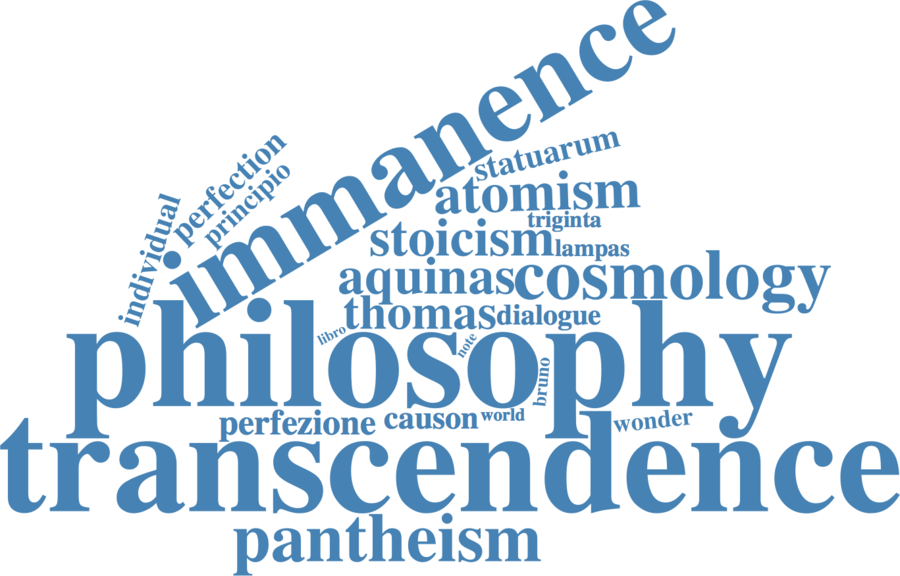 immanence
statuarum
perfection
principio
individual
atomism
triginta
stoicism
lampas
aquinas
cosmology
thomas
dialogue
libro
note
philosophy
bruno
perfezione
causon
world
wonder
transcendence
pantheism